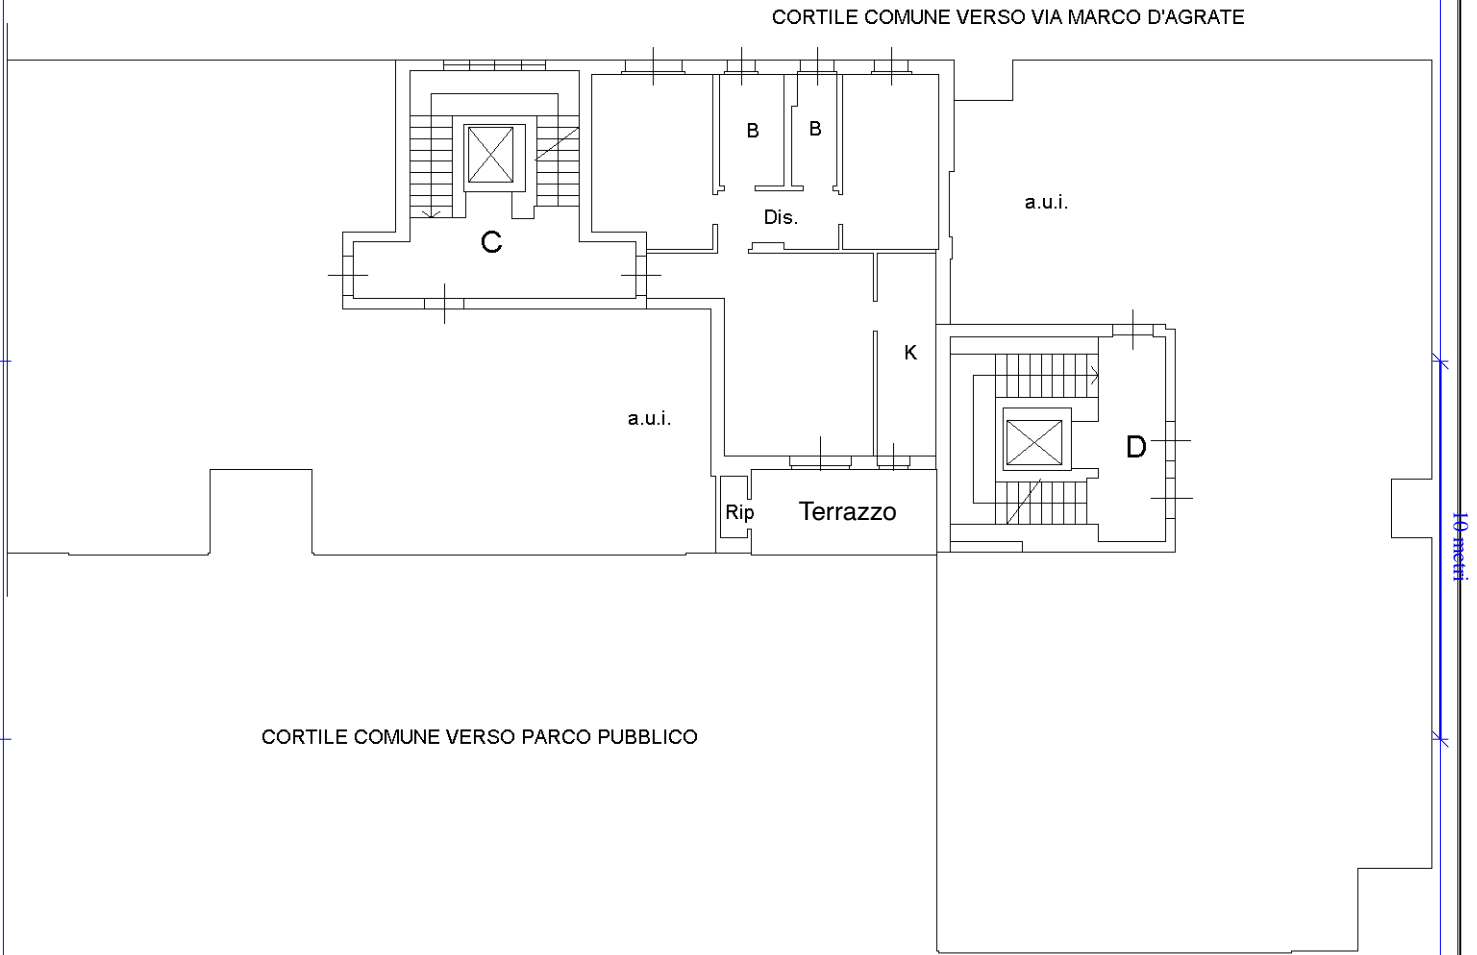 CORTILE COMUNE VERSO VIA MARCO D'AGRATE
B
B
a.u.i.
Dis.
C
K
a.u.i.
D
Rip
Terrazzo
10 metri
CORTILE COMUNE VERSO PARCO PUBBLICO